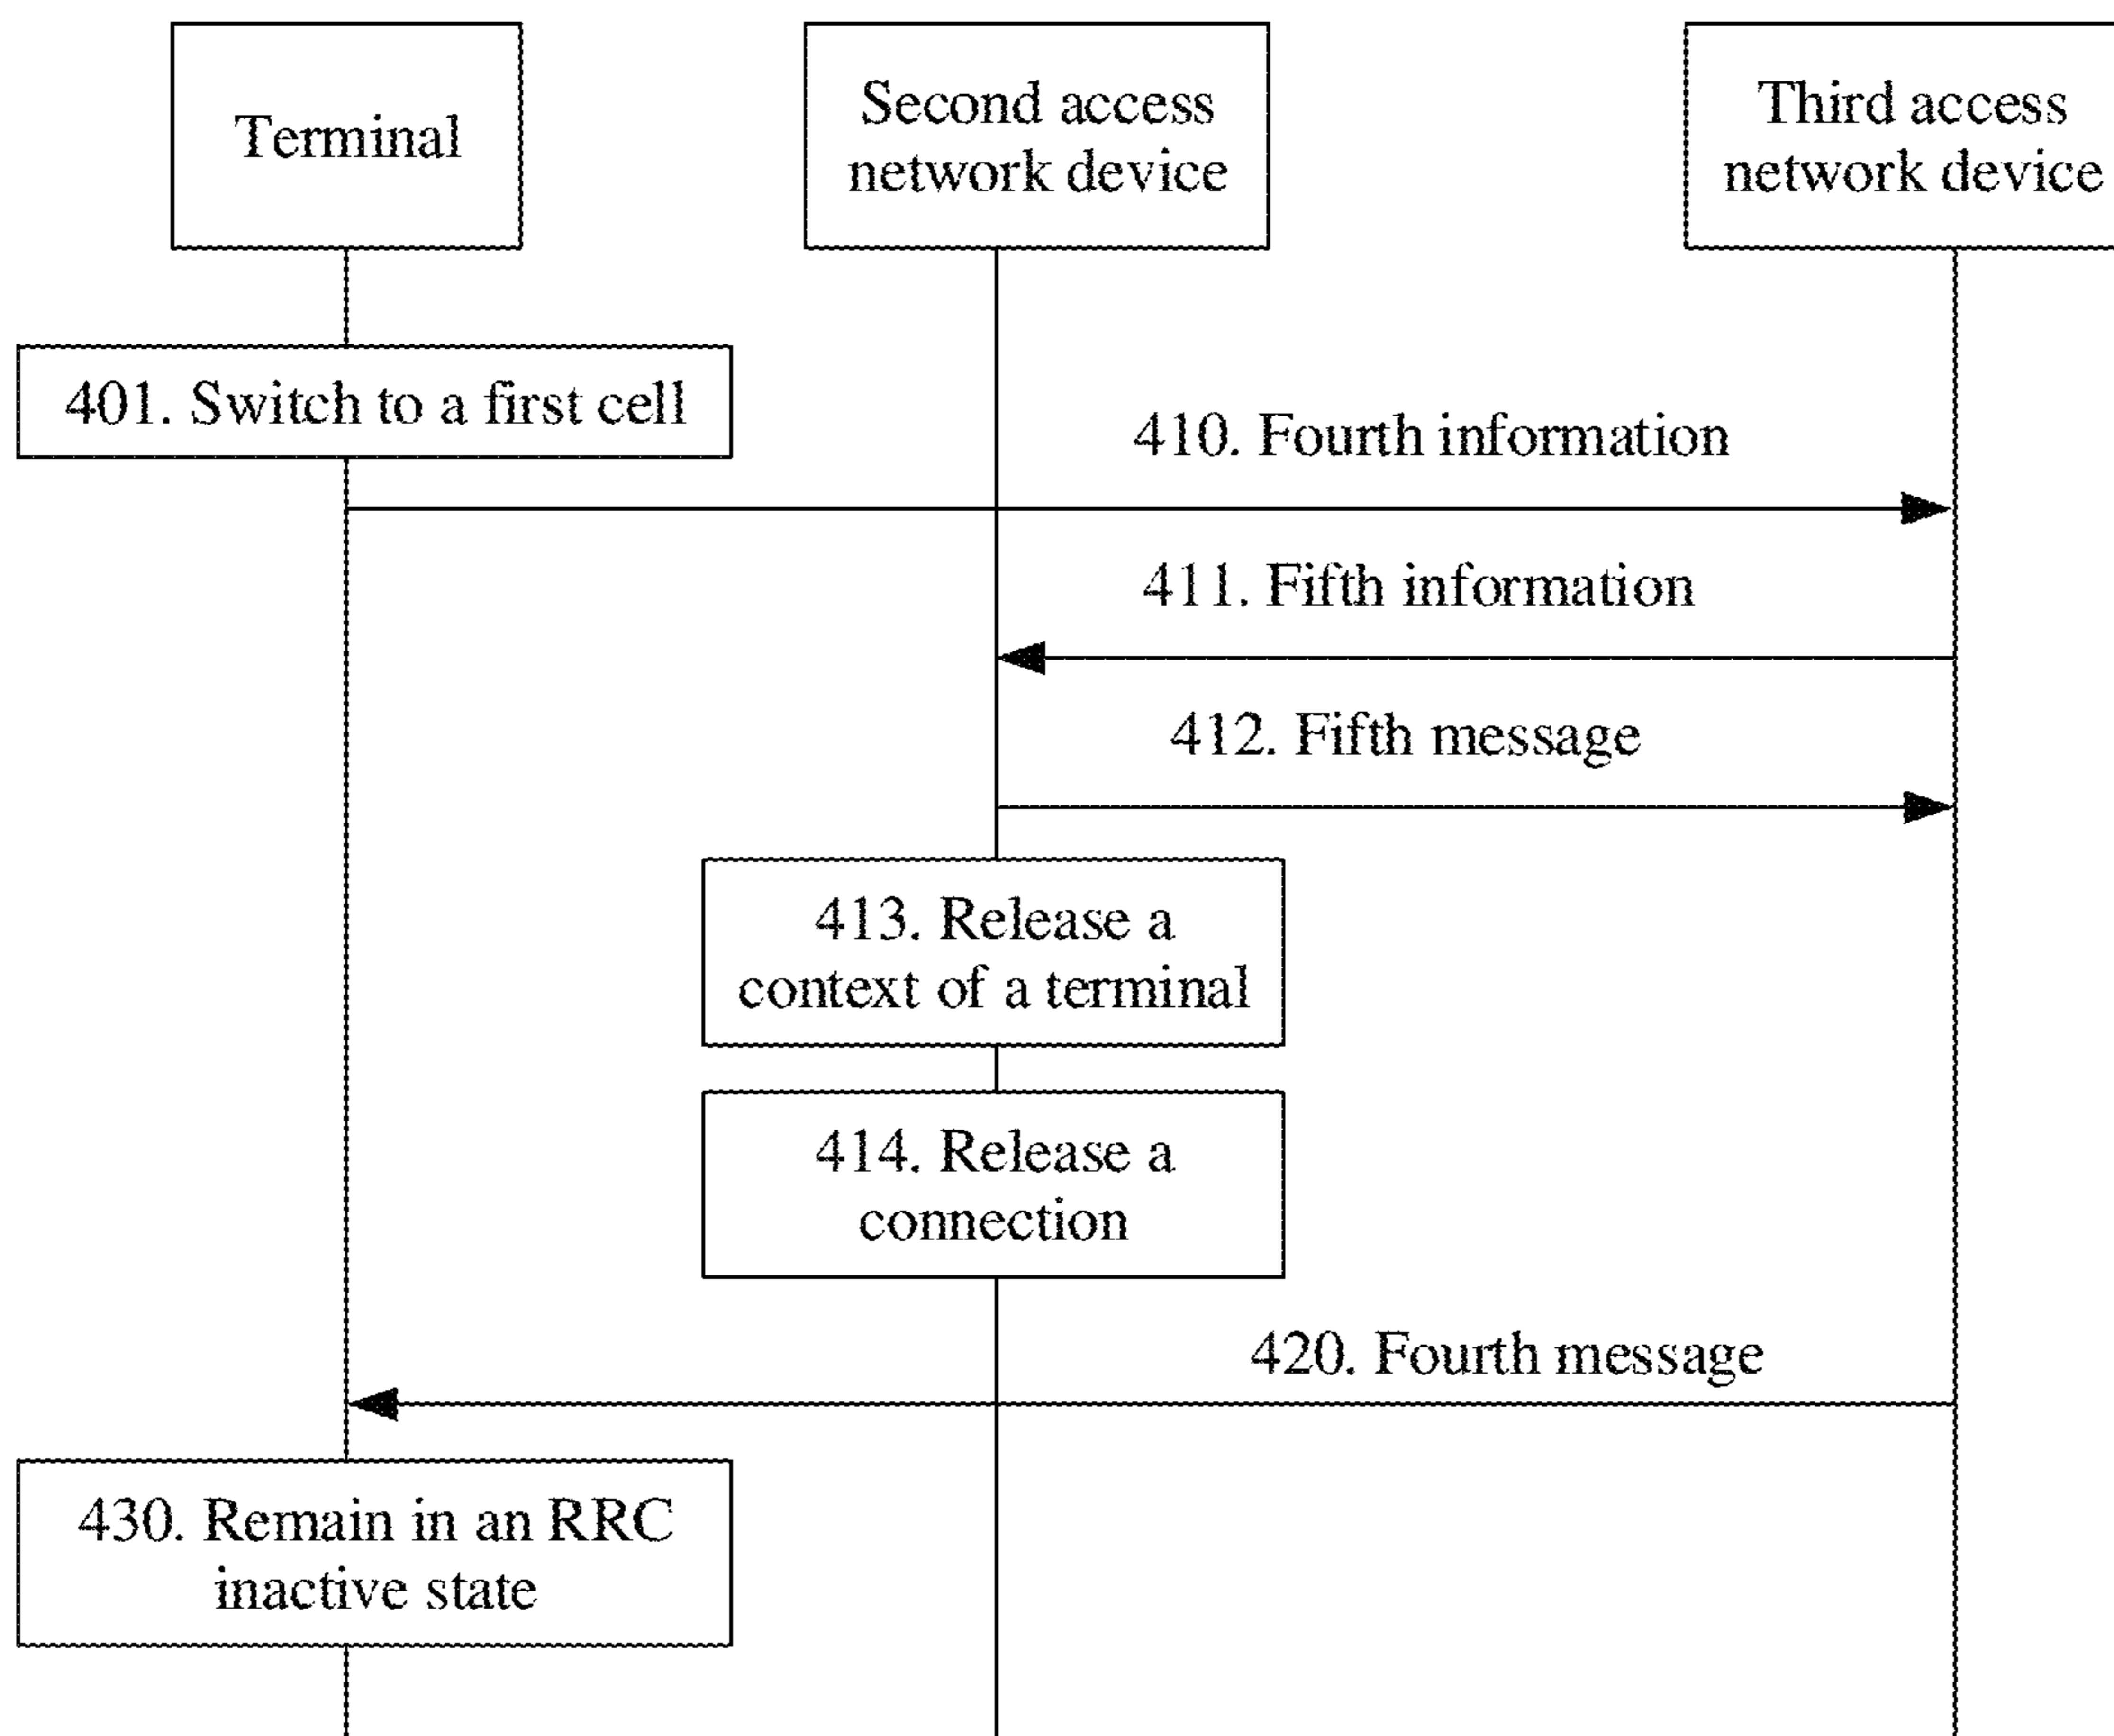 Terminal
Second access
network device
Third access
network device
401. Switch to a first cell
410. Fourth information
411. Fifth information
412. Fifth message
413. Release a
context of a terminal
414. Release a
connection
420. Fourth message
430. Remain in an RRC
inactive state